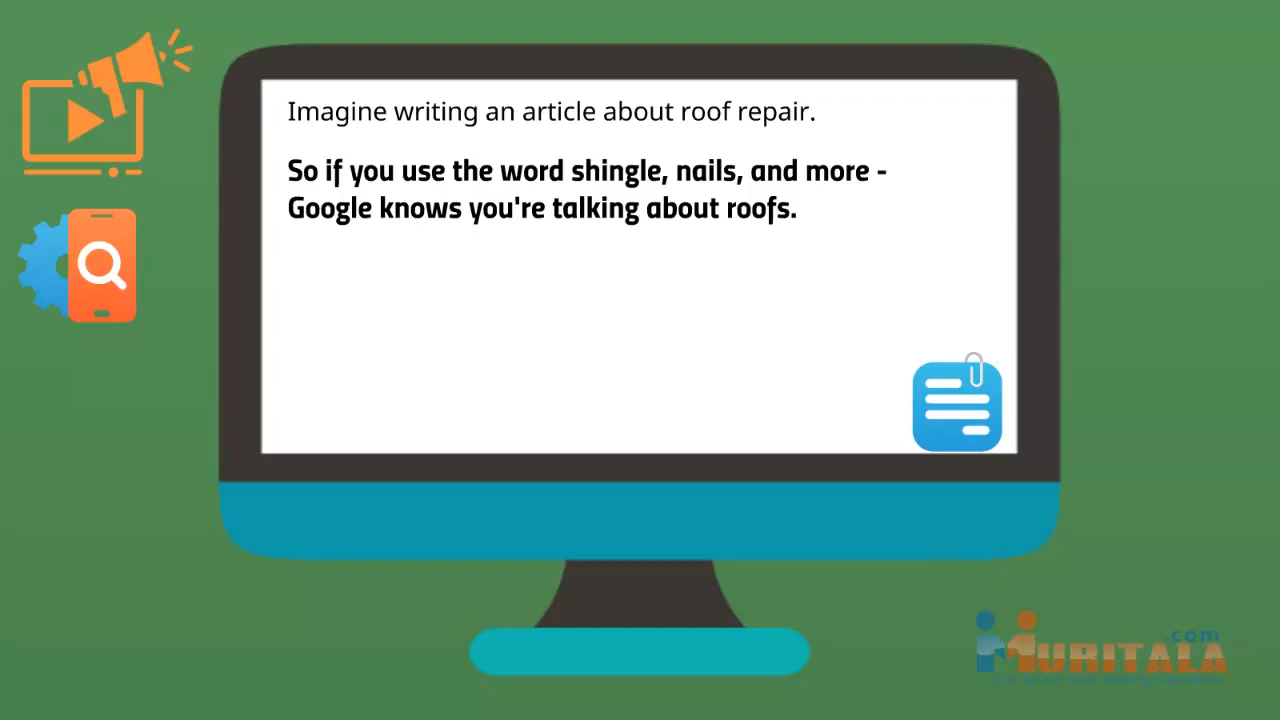 Imagine writing an article about roof repair.
So if you use the word shingle, nails, and more -
Google knows you're talking about roofs.
.com
MURITALA